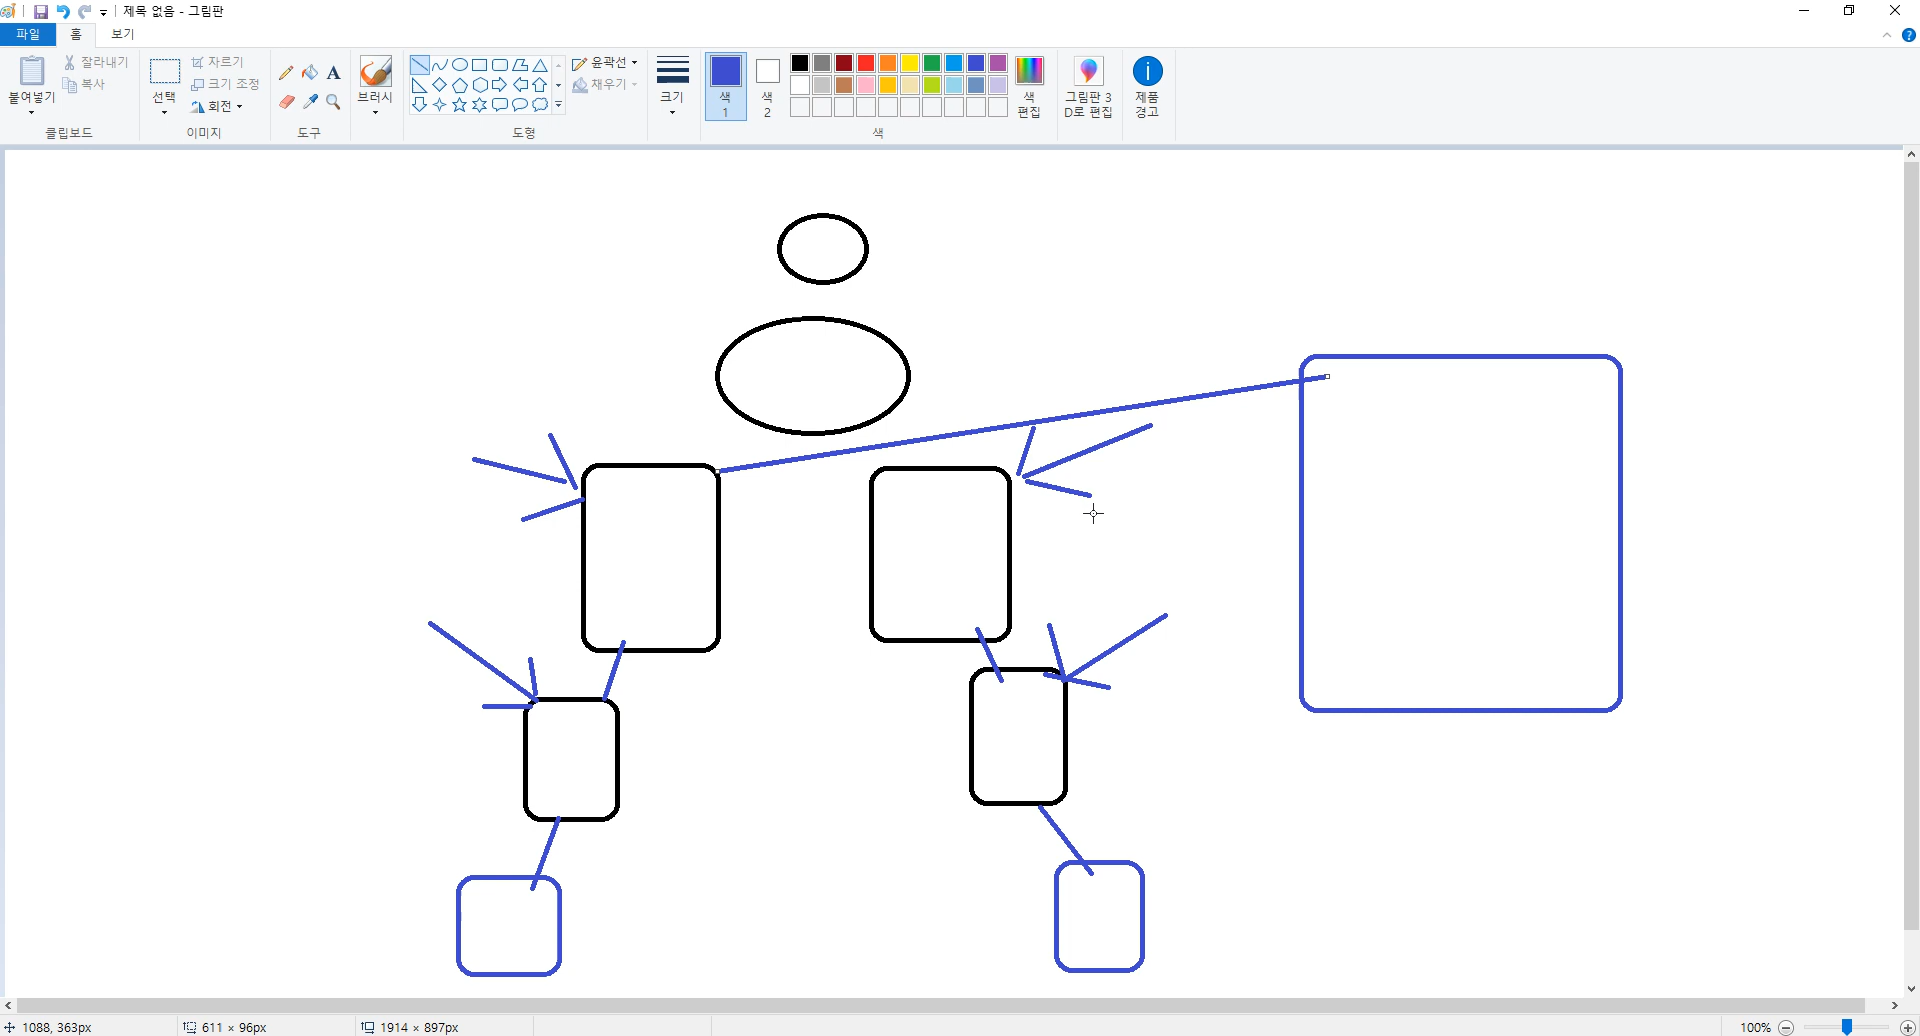 제목 없음 - 그림판
파일 홈 보기
붙여넣기
잘라내기
복사
클립보드
선택
자르기
크기 조정
회전
이미지
A
도구
브러시
윤곽선
채우기
도형
크기
색
1
색
2
색
편집
색
그림판 3
D로 편집
제품
경고
1088, 363px
611 × 96px
1914 × 897px
100%